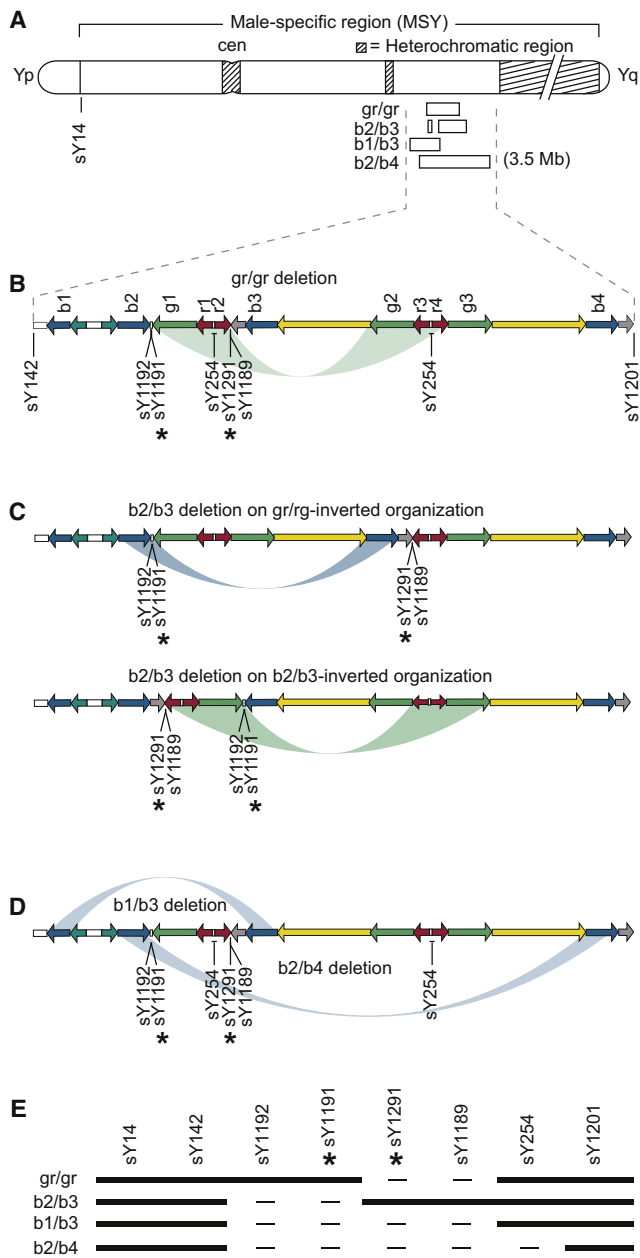 A
Male-specific region (MSY)
cen
= Heterochromatic region
Yp
Yq
sY14
gr/gr
b2/b3
b1/b3
b2/b4
(3.5 Mb)
B
gr/gr deletion
b1 b2 g1 r1 r2 b3 g2 r3 r4 g3 b4
sY142 sY1192 sY1191 sY254 sY1291 sY1189 sY254 sY1201
* *
C
b2/b3 deletion on gr/rg-inverted organization
sY1192 sY1191 sY1291 sY1189
* *
b2/b3 deletion on b2/b3-inverted organization
sY1291 sY1189 sY1192 sY1191
* *
D
b1/b3 deletion
b2/b4 deletion
sY1192 sY1191 sY254 sY1291 sY1189 sY254
* *
E
sY14 sY142 sY1192 sY1191 sY1291 sY1189 sY254 sY1201
* *
gr/gr
b2/b3
b1/b3
b2/b4